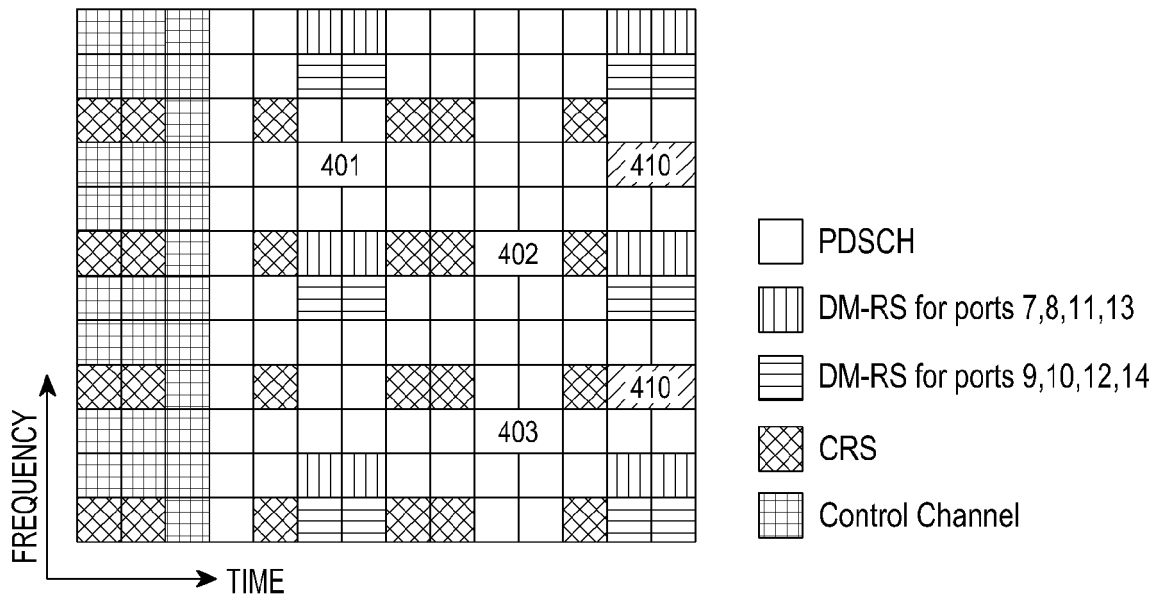 401
410
402
410
403
FREQUENCY
TIME
PDSCH
DM-RS for ports 7,8,11,13
DM-RS for ports 9,10,12,14
CRS
Control Channel